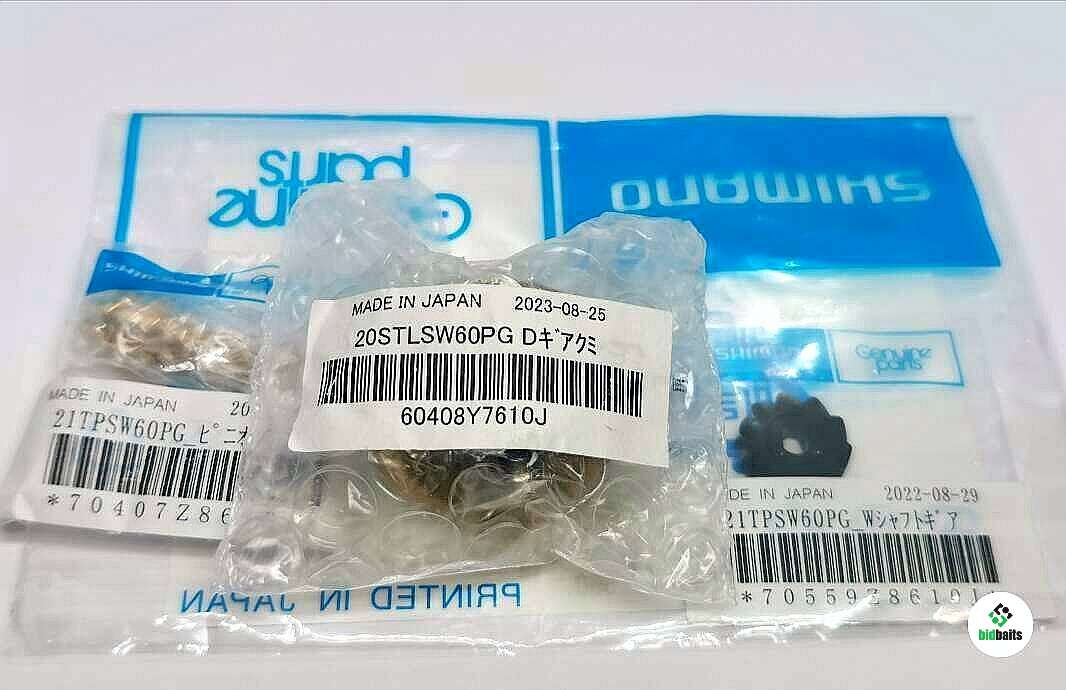 Genuine
parts
SHIMANO
SHIMANO
Genuine
parts
MADE IN JAPAN 2023-08-25
20STLSW60PG Dギアクミ
60408Y7610J
MADE IN JAPAN 20
21TPSW60PG_ピニオ
*70407Z86
DE IN JAPAN 2022-08-29
21TPSW60PG_Wシャフトギア
*70559Z8619J*
PRINTED IN JAPAN
bidbaits